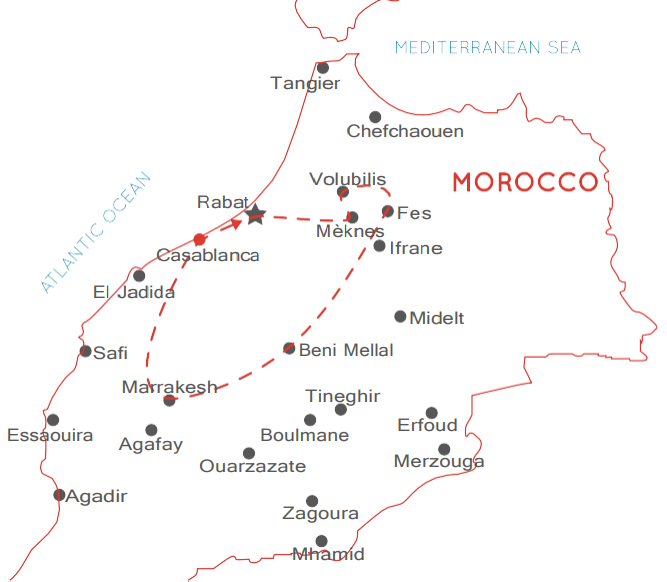 MEDITERRANEAN SEA
Tangier
Chefchaouen
Volubilis
MOROCCO
ATLANTIC OCEAN
Rabat
Fes
Mèknes
Ifrane
Casablanca
El Jadida
Midelt
Safi
Beni Mellal
Marrakesh
Tineghir
Essaouira
Agafay
Boulmane
Erfoud
Ouarzazate
Merzouga
Agadir
Zagoura
Mhamid